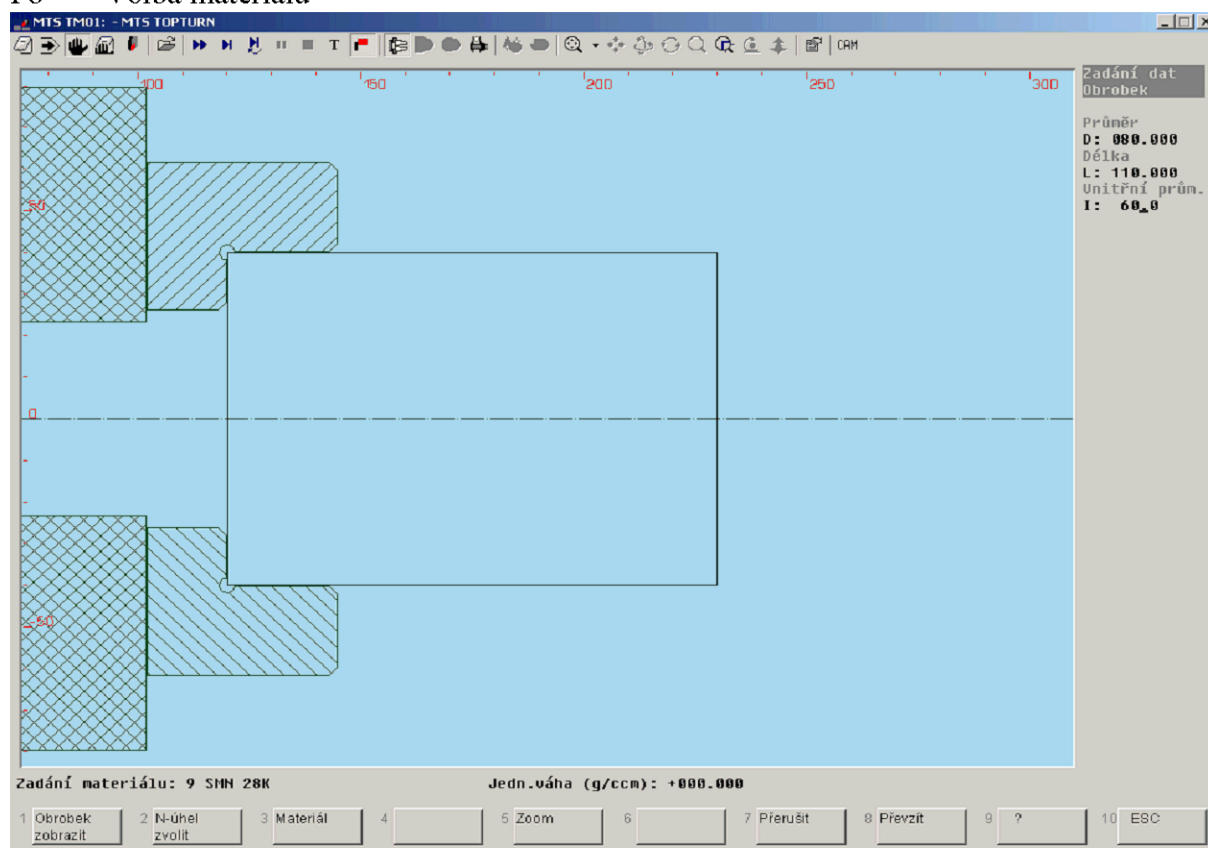 MTS TM01: - MTS TOPTURN
T CAM
100 150 200 250 300
Zadání dat
Obrobek
Průměr
D: 080.000
Délka
L: 110.000
Unitřní prům.
I: 60.0
50
0
-50
Zadání materiálu: 9 SMN 28K Jedn.váha (g/ccm): +000.000
1 Obrobek zobrazit 2 N-úhel zvolit 3 Materiál 4 5 Zoom 6 7 Přerušit 8 Převzít 9 ? 10 ESC